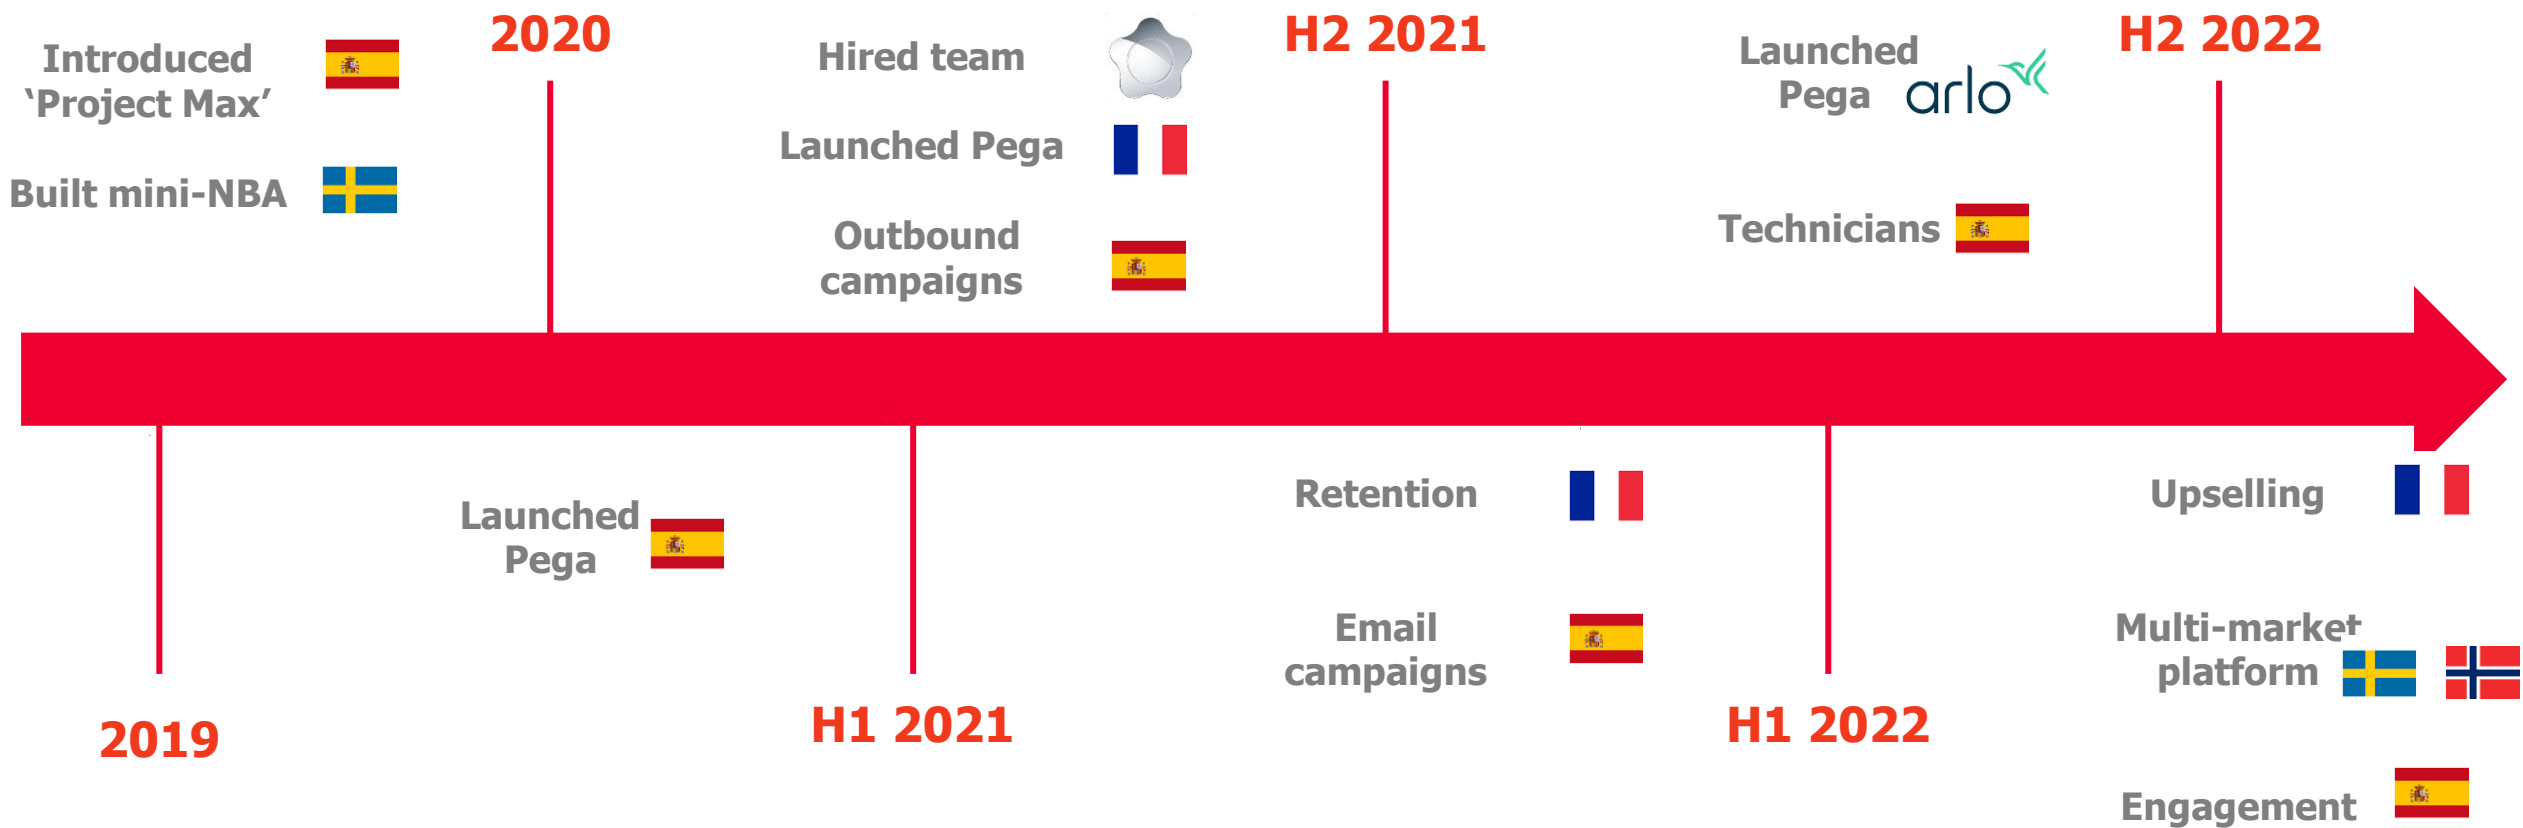 Introduced
‘Project Max’
Built mini-NBA
2019
2020
Launched
Pega
Hired team
Launched Pega
Outbound
campaigns
H1 2021
H2 2021
Retention
Email
campaigns
Launched
Pega
arlo
Technicians
H1 2022
H2 2022
Upselling
Multi-market
platform
Engagement